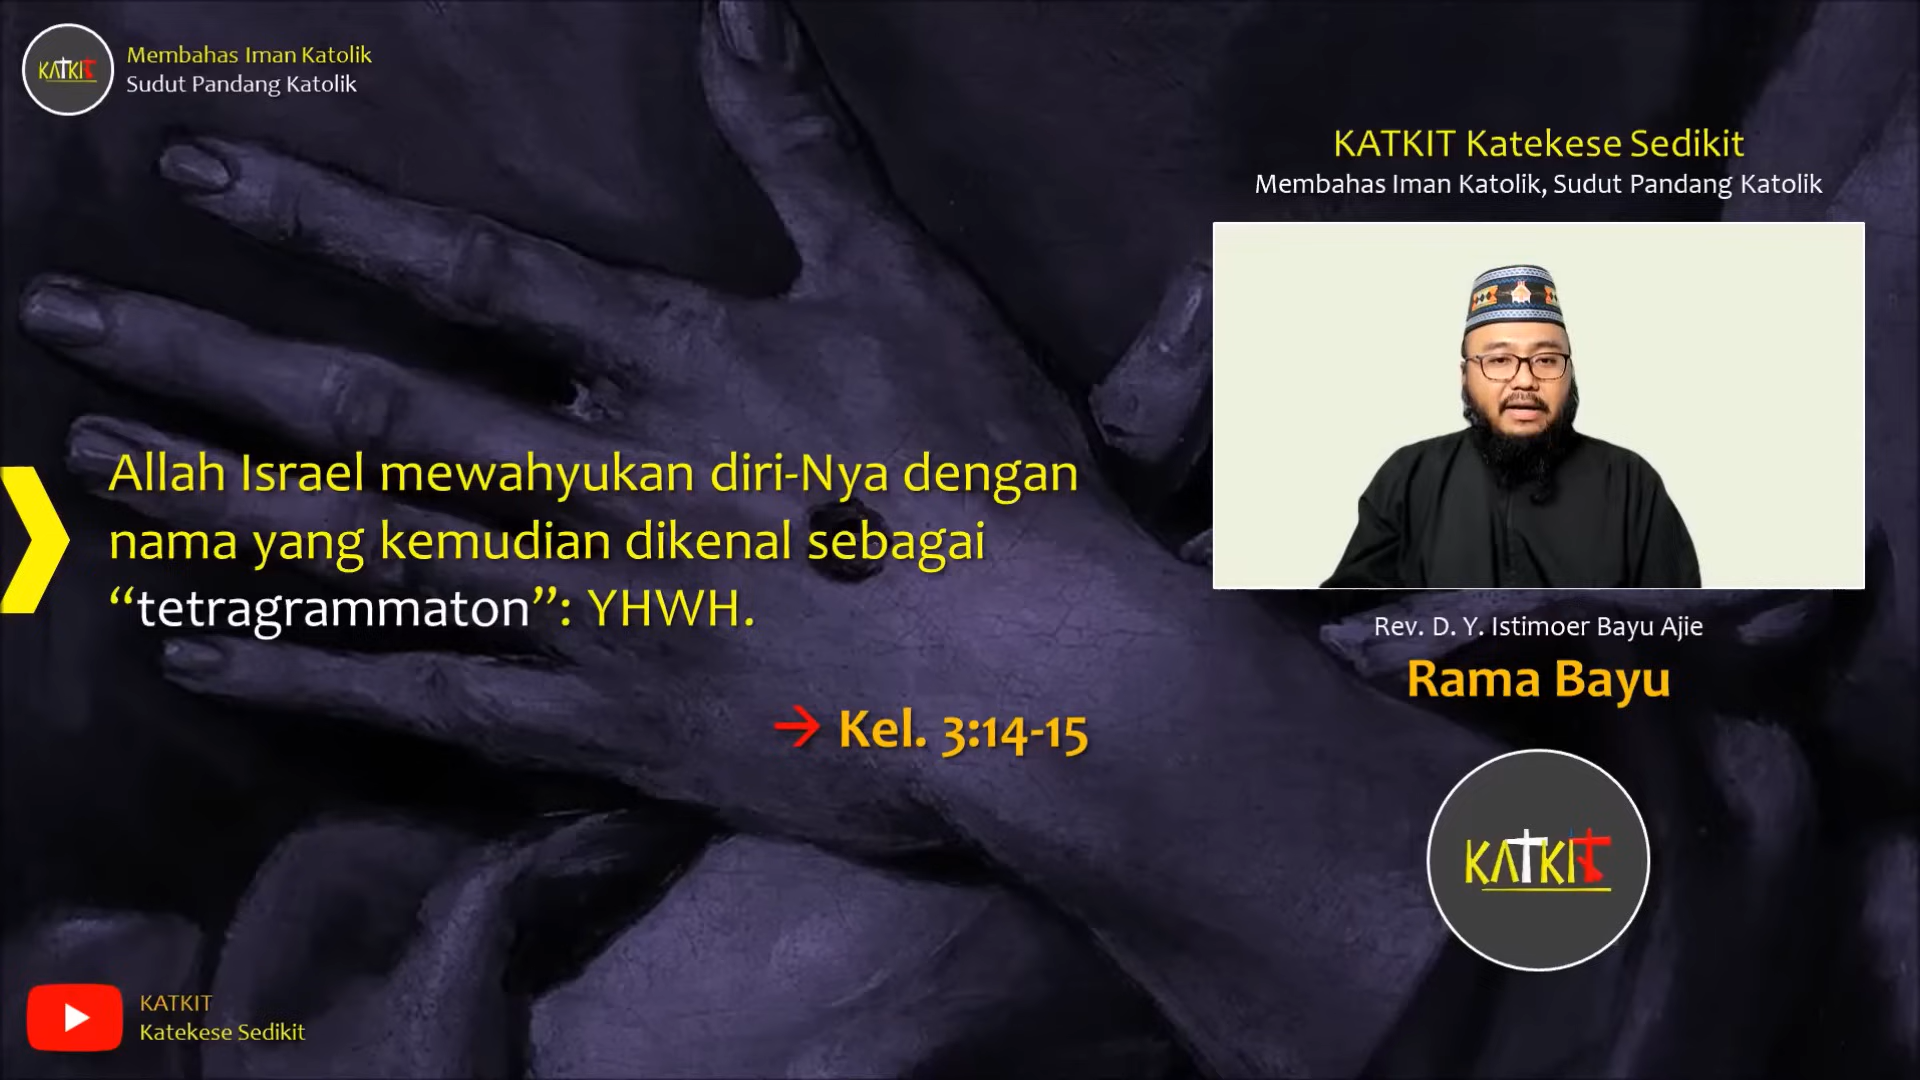 KATKIT
Membahas Iman Katolik
Sudut Pandang Katolik
KATKIT Katekese Sedikit
Membahas Iman Katolik, Sudut Pandang Katolik
Allah Israel mewahyukan diri-Nya dengan
nama yang kemudian dikenal sebagai
“tetragrammaton”: YHWH.
→ Kel. 3:14-15
Rev. D. Y. Istimoer Bayu Ajie
Rama Bayu
KATKIT
KATKIT
Katekese Sedikit